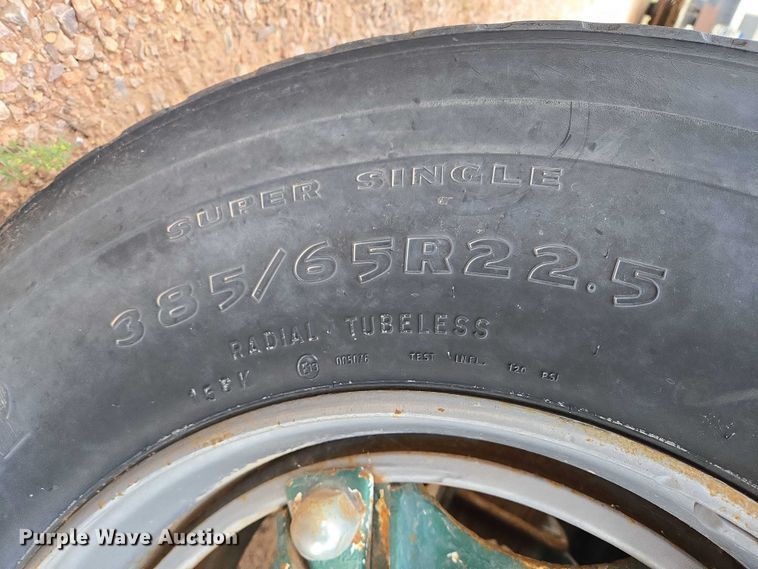 SUPER SINGLE
385/65R22.5
RADIAL TUBELESS
TEST INFL. 120 PSI
Purple Wave Auction